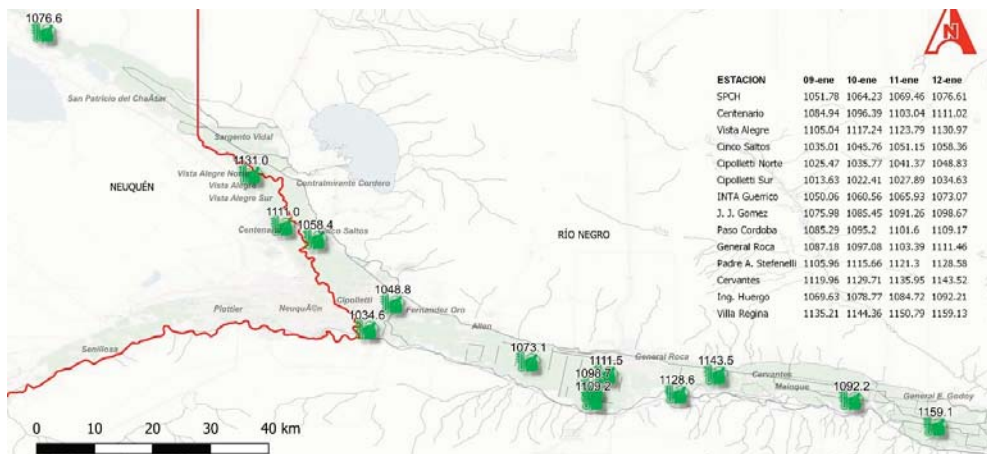 1076.6
N
ESTACION 09-ene 10-ene 11-ene 12-ene
SPCH 1051.78 1064.23 1069.46 1076.61
Centenario 1084.94 1096.39 1103.04 1111.02
Vista Alegre 1105.04 1117.24 1123.79 1130.97
Cinco Saltos 1035.01 1045.76 1051.15 1058.36
Cipolletti Norte 1025.47 1035.77 1041.37 1048.83
Cipolletti Sur 1013.63 1022.41 1027.89 1034.63
INTA Guerrico 1050.06 1060.56 1065.93 1073.07
J. J. Gomez 1075.98 1085.45 1091.26 1098.67
Paso Cordoba 1085.29 1095.2 1101.6 1109.17
General Roca 1087.18 1097.08 1103.39 1111.46
Padre A. Stefenelli 1105.96 1115.66 1121.3 1128.58
Cervantes 1119.96 1129.71 1135.95 1143.52
Ing. Huergo 1069.63 1078.77 1084.72 1092.21
Villa Regina 1135.21 1144.36 1150.79 1159.13
San Patricio del ChaÃ±ar
Sargento Vidal
1131.0
Vista Alegre Norte
Vista Alegre
Vista Alegre Sur
Contralmirante Cordero
NEUQUÉN
1111.0
Centenario
1058.4
Cinco Saltos
RÍO NEGRO
1048.8
Cipolletti
Fernandez Oro
Plottier
NeuquÃ©n
1034.6
Allen
Senillosa
1073.1
1111.5
General Roca
1098.7
1109.2
1128.6
1143.5
Cervantes
Mainque
1092.2
General E. Godoy
1159.1
0 10 20 30 40 km